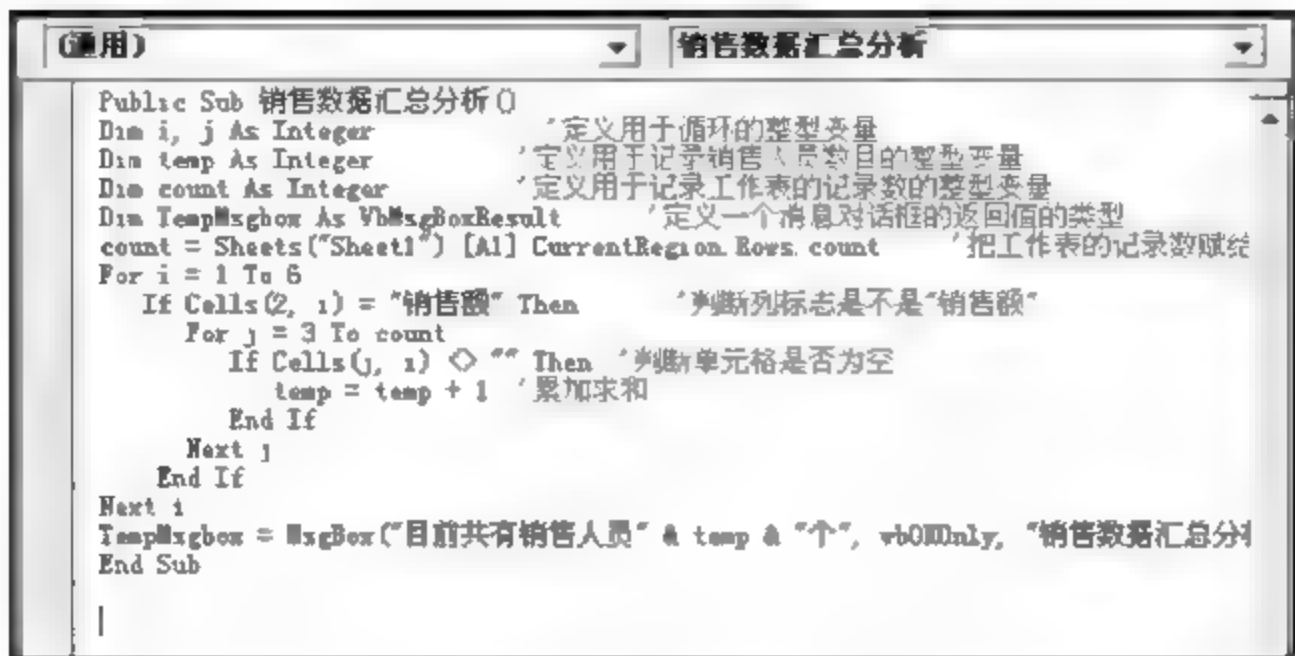 (通用)
销售数据汇总分析
Public Sub 销售数据汇总分析()
Dim i, j As Integer '定义用于循环的整型变量
Dim temp As Integer '定义用于记录销售人员数目的整型变量
Dim count As Integer '定义用于记录工作表的记录数的整型变量
Dim TempMsgbox As VbMsgBoxResult '定义一个消息对话框的返回值的类型
count = Sheets("Sheet1").[A1].CurrentRegion.Rows.count '把工作表的记录数赋给
For i = 1 To 6
If Cells(2, i) = "销售额" Then '判断列标志是不是"销售额"
For j = 3 To count
If Cells(j, i) <> "" Then '判断单元格是否为空
temp = temp + 1 '累加求和
End If
Next j
End If
Next i
TempMsgbox = MsgBox("目前共有销售人员" & temp & "个", vbOKOnly, "销售数据汇总分析
End Sub